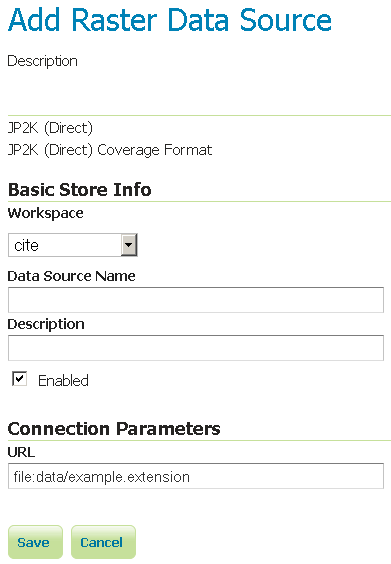 Add Raster Data Source
Description
JP2K (Direct)
JP2K (Direct) Coverage Format
Basic Store Info
Workspace
cite
Data Source Name
Description
Enabled
Connection Parameters
URL
file:data/example.extension
Save Cancel